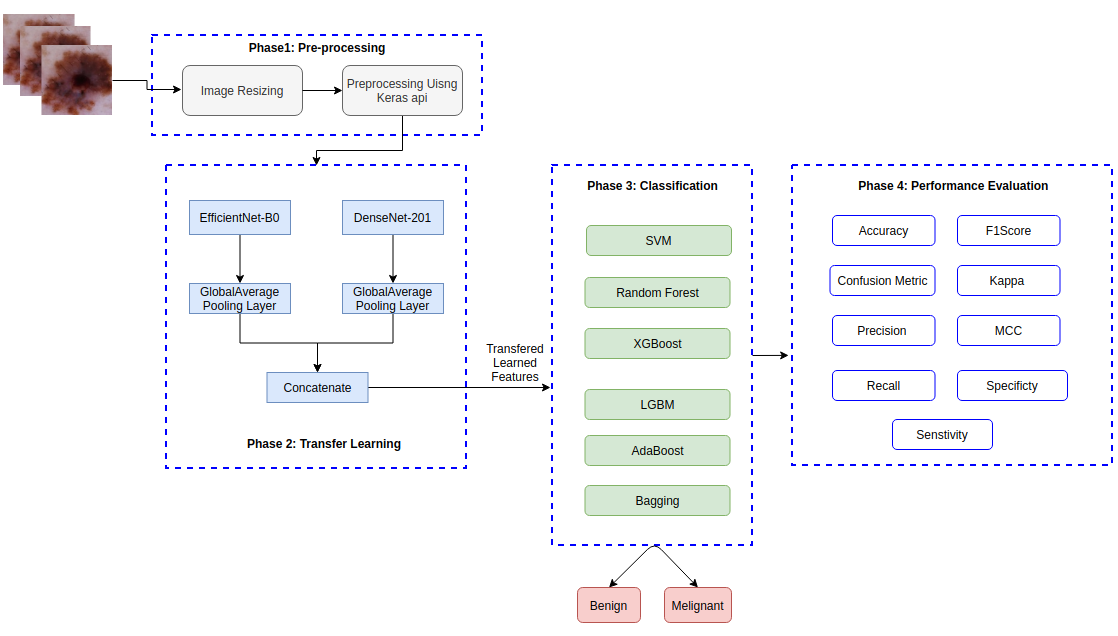 Phase1: Pre-processing
Image Resizing
Preprocessing Uisng
Keras api
EfficientNet-B0
DenseNet-201
GlobalAverage
Pooling Layer
GlobalAverage
Pooling Layer
Concatenate
Phase 2: Transfer Learning
Transfered
Learned
Features
Phase 3: Classification
SVM
Random Forest
XGBoost
LGBM
AdaBoost
Bagging
Benign
Melignant
Phase 4: Performance Evaluation
Accuracy
F1Score
Confusion Metric
Kappa
Precision
MCC
Recall
Specificty
Senstivity